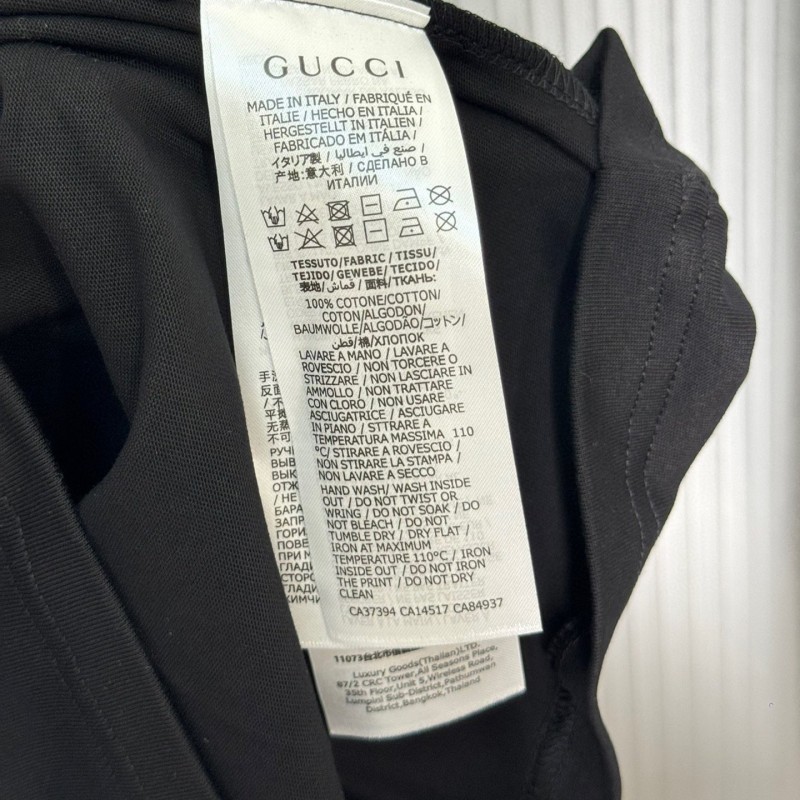 GUCCI
MADE IN ITALY / FABRIQUÉ EN
ITALIE / HECHO EN ITALIA /
HERGESTELLT IN ITALIEN /
FABRICADO EM ITÁLIA /
イタリア製 / صنع في ايطاليا /
产地:意大利 / СДЕЛАНО В
ИТАЛИИ
TESSUTO/FABRIC / TISSU/
TEJIDO/ GEWEBE/ TECIDO/
表地/ قماش/ 面料/ТКАНЬ:
100% COTONE/COTTON/
COTON/ALGODON/
BAUMWOLLE/ALGODÃO/コットン/
قطن/棉/ХЛОПОК
LAVARE A MANO / LAVARE A
ROVESCIO / NON TORCERE O
STRIZZARE / NON LASCIARE IN
AMMOLLO / NON TRATTARE
CON CLORO / NON USARE
ASCIUGATRICE / ASCIUGARE
IN PIANO / STTRARE A
TEMPERATURA MASSIMA 110
°C/ STIRARE A ROVESCIO /
NON STIRARE LA STAMPA /
NON LAVARE A SECCO
HAND WASH/ WASH INSIDE
OUT / DO NOT TWIST OR
WRING / DO NOT SOAK / DO
NOT BLEACH / DO NOT
TUMBLE DRY / DRY FLAT /
IRON AT MAXIMUM
TEMPERATURE 110°C / IRON
INSIDE OUT / DO NOT IRON
THE PRINT / DO NOT DRY
CLEAN
CA37394 CA14517 CA84937
Luxury Goods(Thailan)LTD.
87/2 CRC Tower,All Seasons Place,
35th Floor,Unit 5,Wireless Road,
Lumpini Sub-District,Pathumwan
District,Bangkok,Thailand